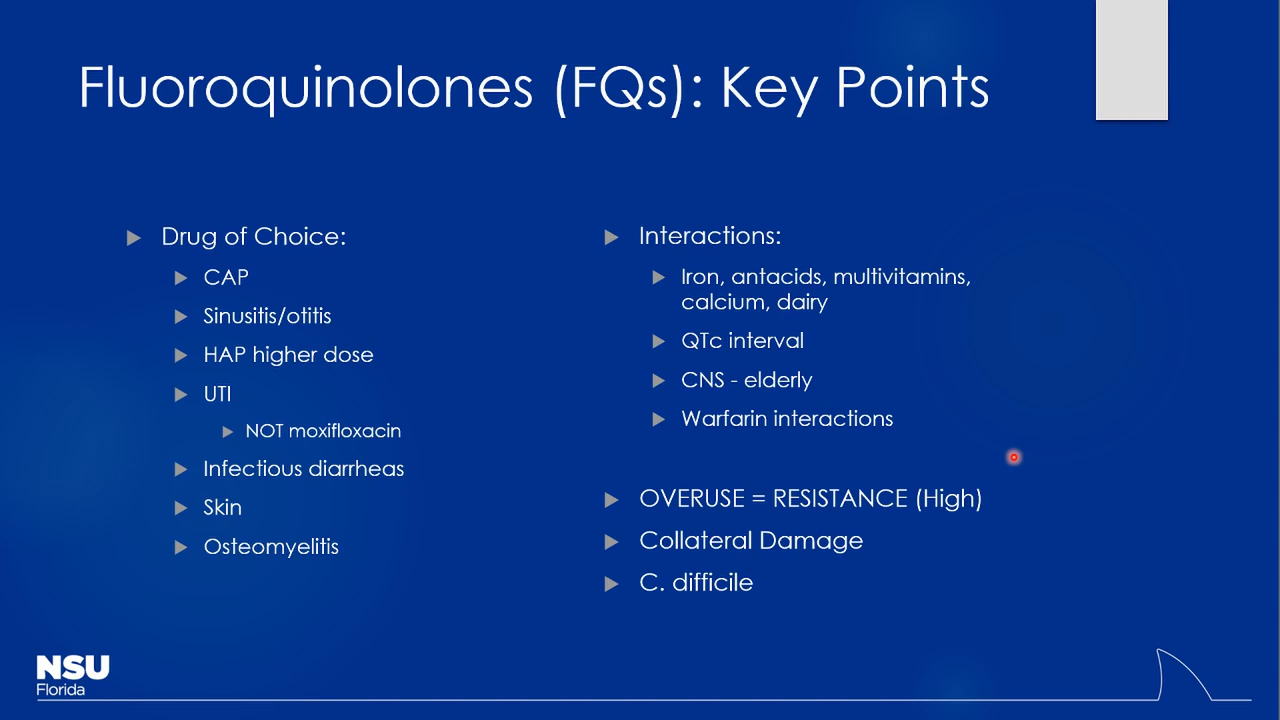 Fluoroquinolones (FQs): Key Points
Drug of Choice:
CAP
Sinusitis/otitis
HAP higher dose
UTI
NOT moxifloxacin
Infectious diarrheas
Skin
Osteomyelitis
Interactions:
Iron, antacids, multivitamins,
calcium, dairy
QTc interval
CNS - elderly
Warfarin interactions
OVERUSE = RESISTANCE (High)
Collateral Damage
C. difficile
NSU
Florida